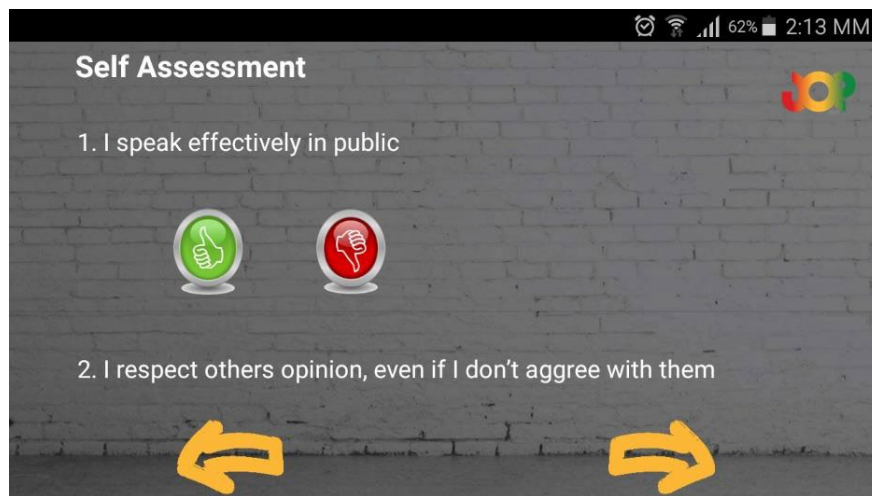 62% 2:13 MM
Self Assessment
JOP
1. I speak effectively in public
2. I respect others opinion, even if I don't aggree with them